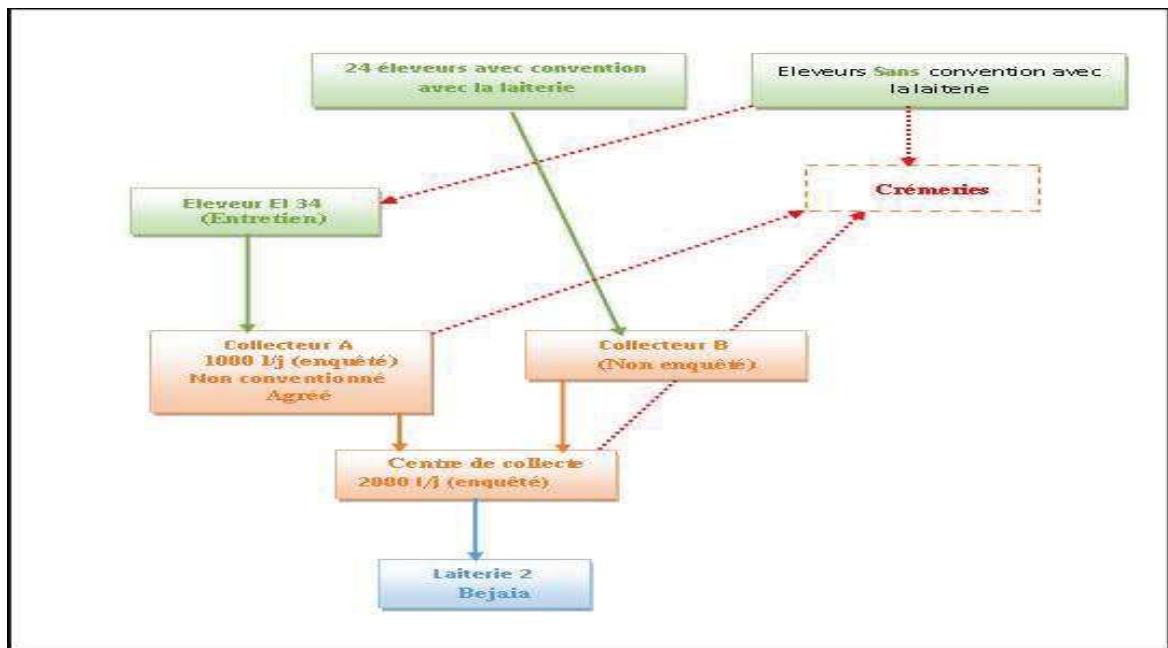 24 éleveurs avec convention
avec la laiterie
Eleveurs Sans convention avec
la laiterie
Crémeries
Eleveur El 34
(Entretien)
Collecteur A
1000 l/j (enquêté)
Non conventionné
Agréé
Collecteur B
(Non enquêté)
Centre de collecte
2000 l/j (enquêté)
Laiterie 2
Bejaia